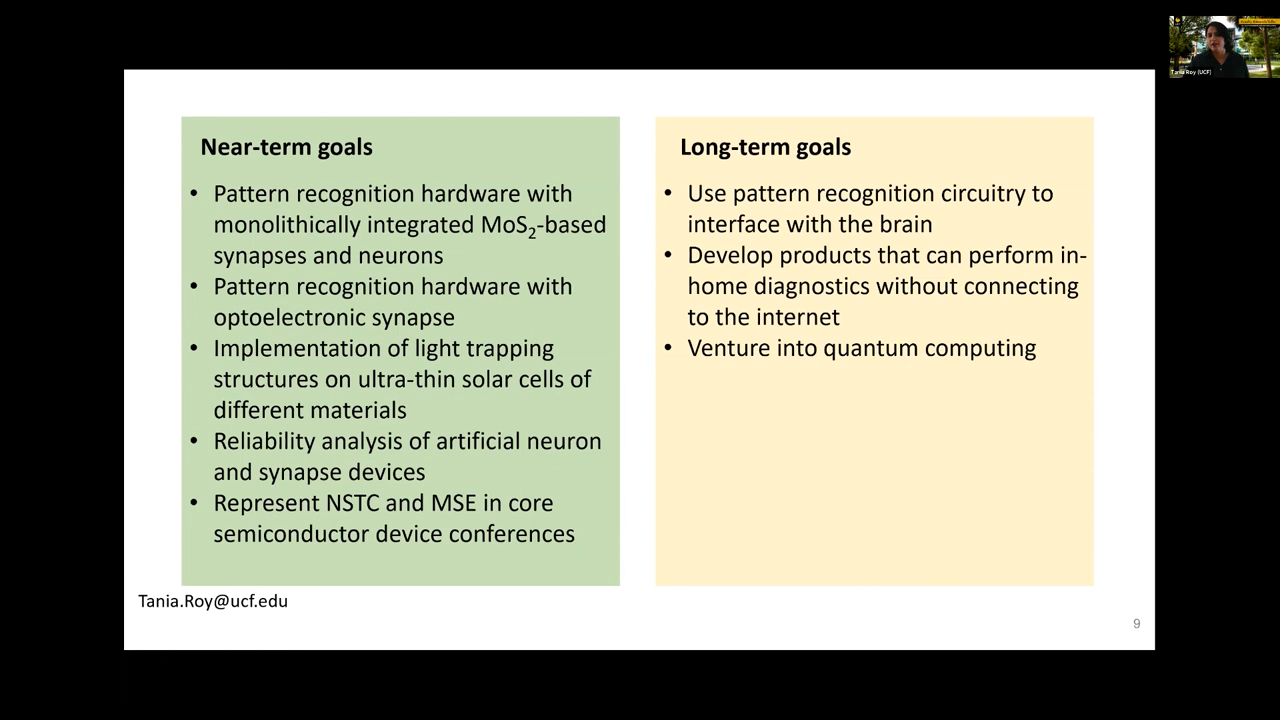 Near-term goals
• Pattern recognition hardware with
monolithically integrated MoS₂-based
synapses and neurons
• Pattern recognition hardware with
optoelectronic synapse
• Implementation of light trapping
structures on ultra-thin solar cells of
different materials
• Reliability analysis of artificial neuron
and synapse devices
• Represent NSTC and MSE in core
semiconductor device conferences
Long-term goals
• Use pattern recognition circuitry to
interface with the brain
• Develop products that can perform in-
home diagnostics without connecting
to the internet
• Venture into quantum computing
Tania.Roy@ucf.edu
9
Tania Roy (UCF)